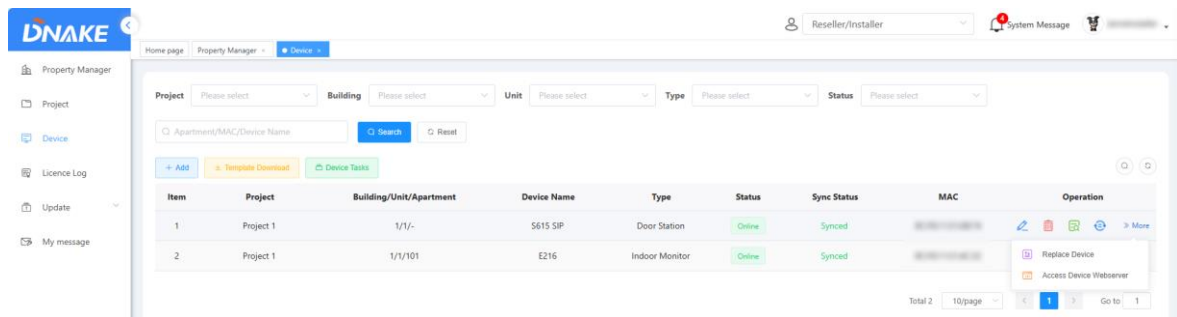 DNAKE
Reseller/Installer
4
System Message
Home page
Property Manager ×
Device ×
Property Manager
Project
Device
Licence Log
Update
My message
Project Please select
Building Please select
Unit Please select
Type Please select
Status Please select
Apartment/MAC/Device Name
Search
Reset
+ Add
Template Download
Device Tasks
Item Project Building/Unit/Apartment Device Name Type Status Sync Status MAC Operation
1 Project 1 1/1/- S615 SIP Door Station Online Synced » More
2 Project 1 1/1/101 E216 Indoor Monitor Online Synced
Replace Device
Access Device Webserver
Total 2 10/page < 1 > Go to 1